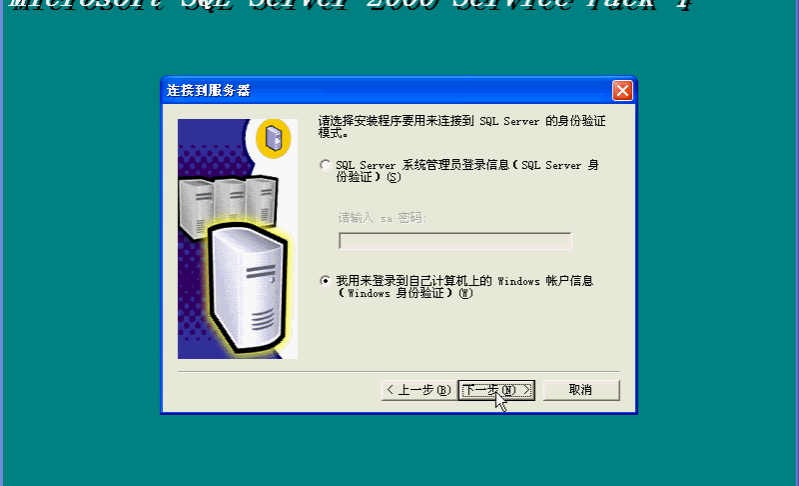 Microsoft SQL Server 2000 Service Pack 4
连接到服务器
请选择安装程序要用来连接到 SQL Server 的身份验证
模式。
SQL Server 系统管理员登录信息(SQL Server 身
份验证)(S)
请输入 sa 密码:
我用来登录到自己计算机上的 Windows 帐户信息
(Windows 身份验证)(W)
< 上一步(B)
下一步(N) >
取消